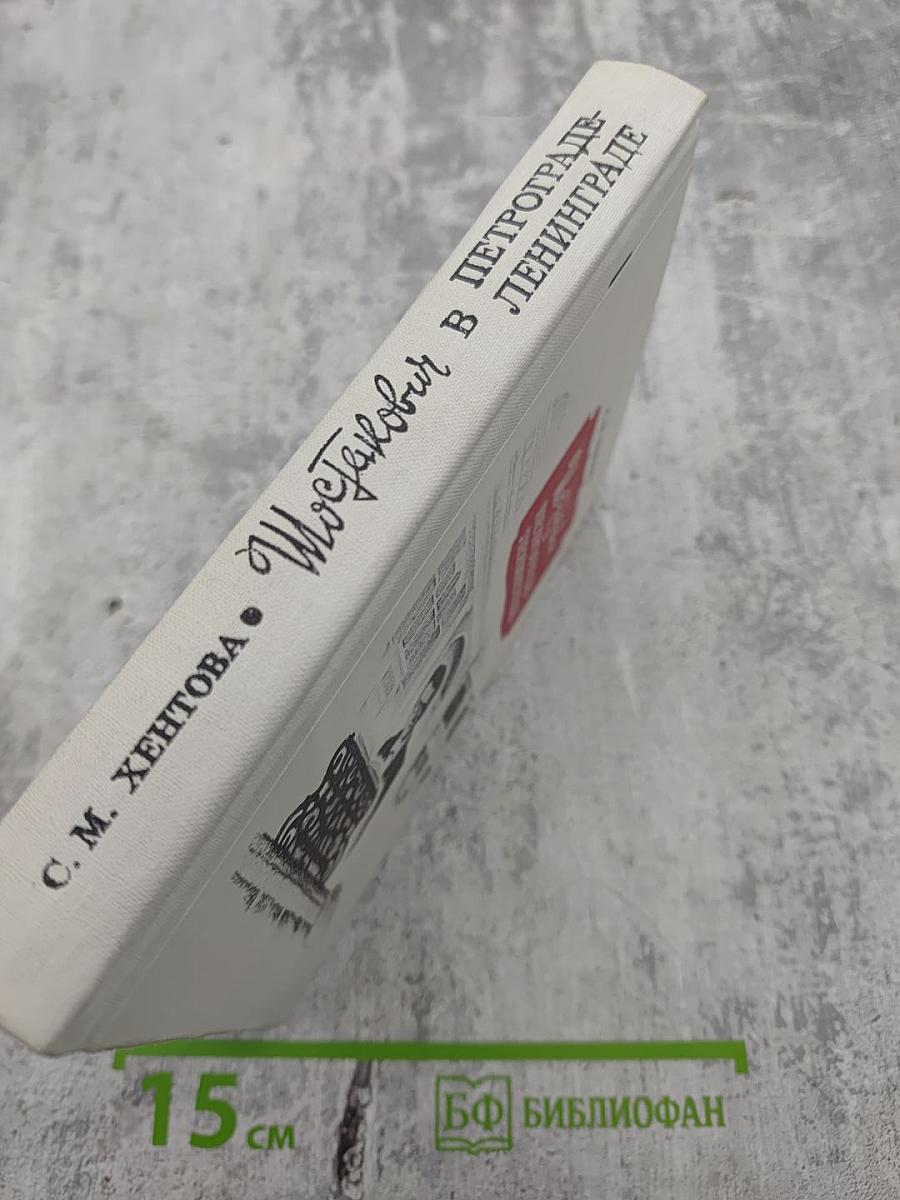 С. М. ХЕНТОВА • Шостакович в ПЕТРОГРАДЕ-
ЛЕНИНГРАДЕ
15 см
БФ БИБЛИОФАН